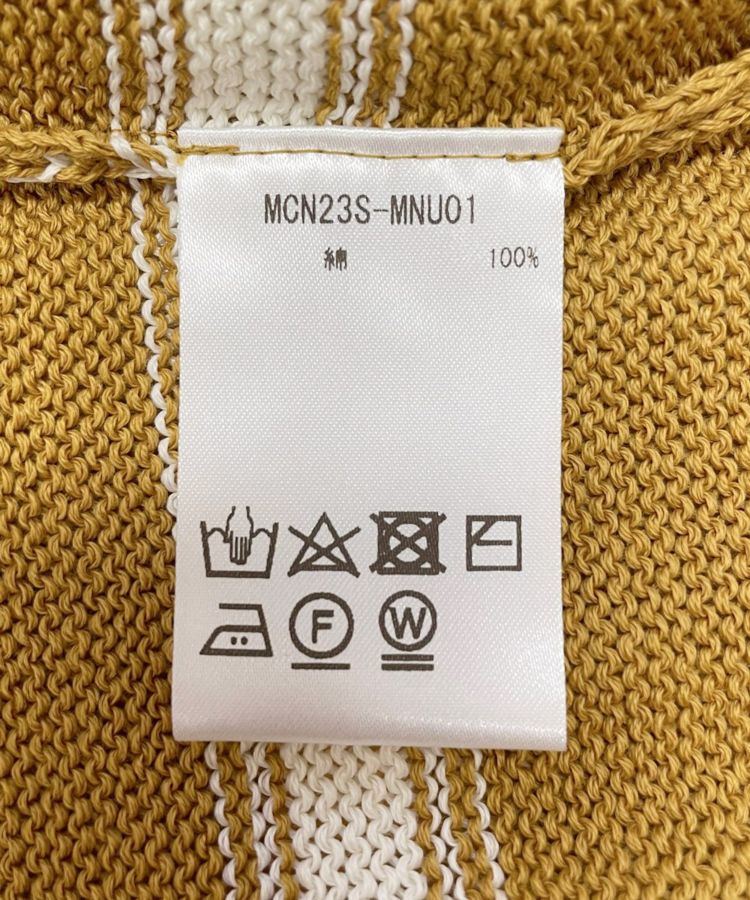 MCN23S-MNU01
綿 100%
F W